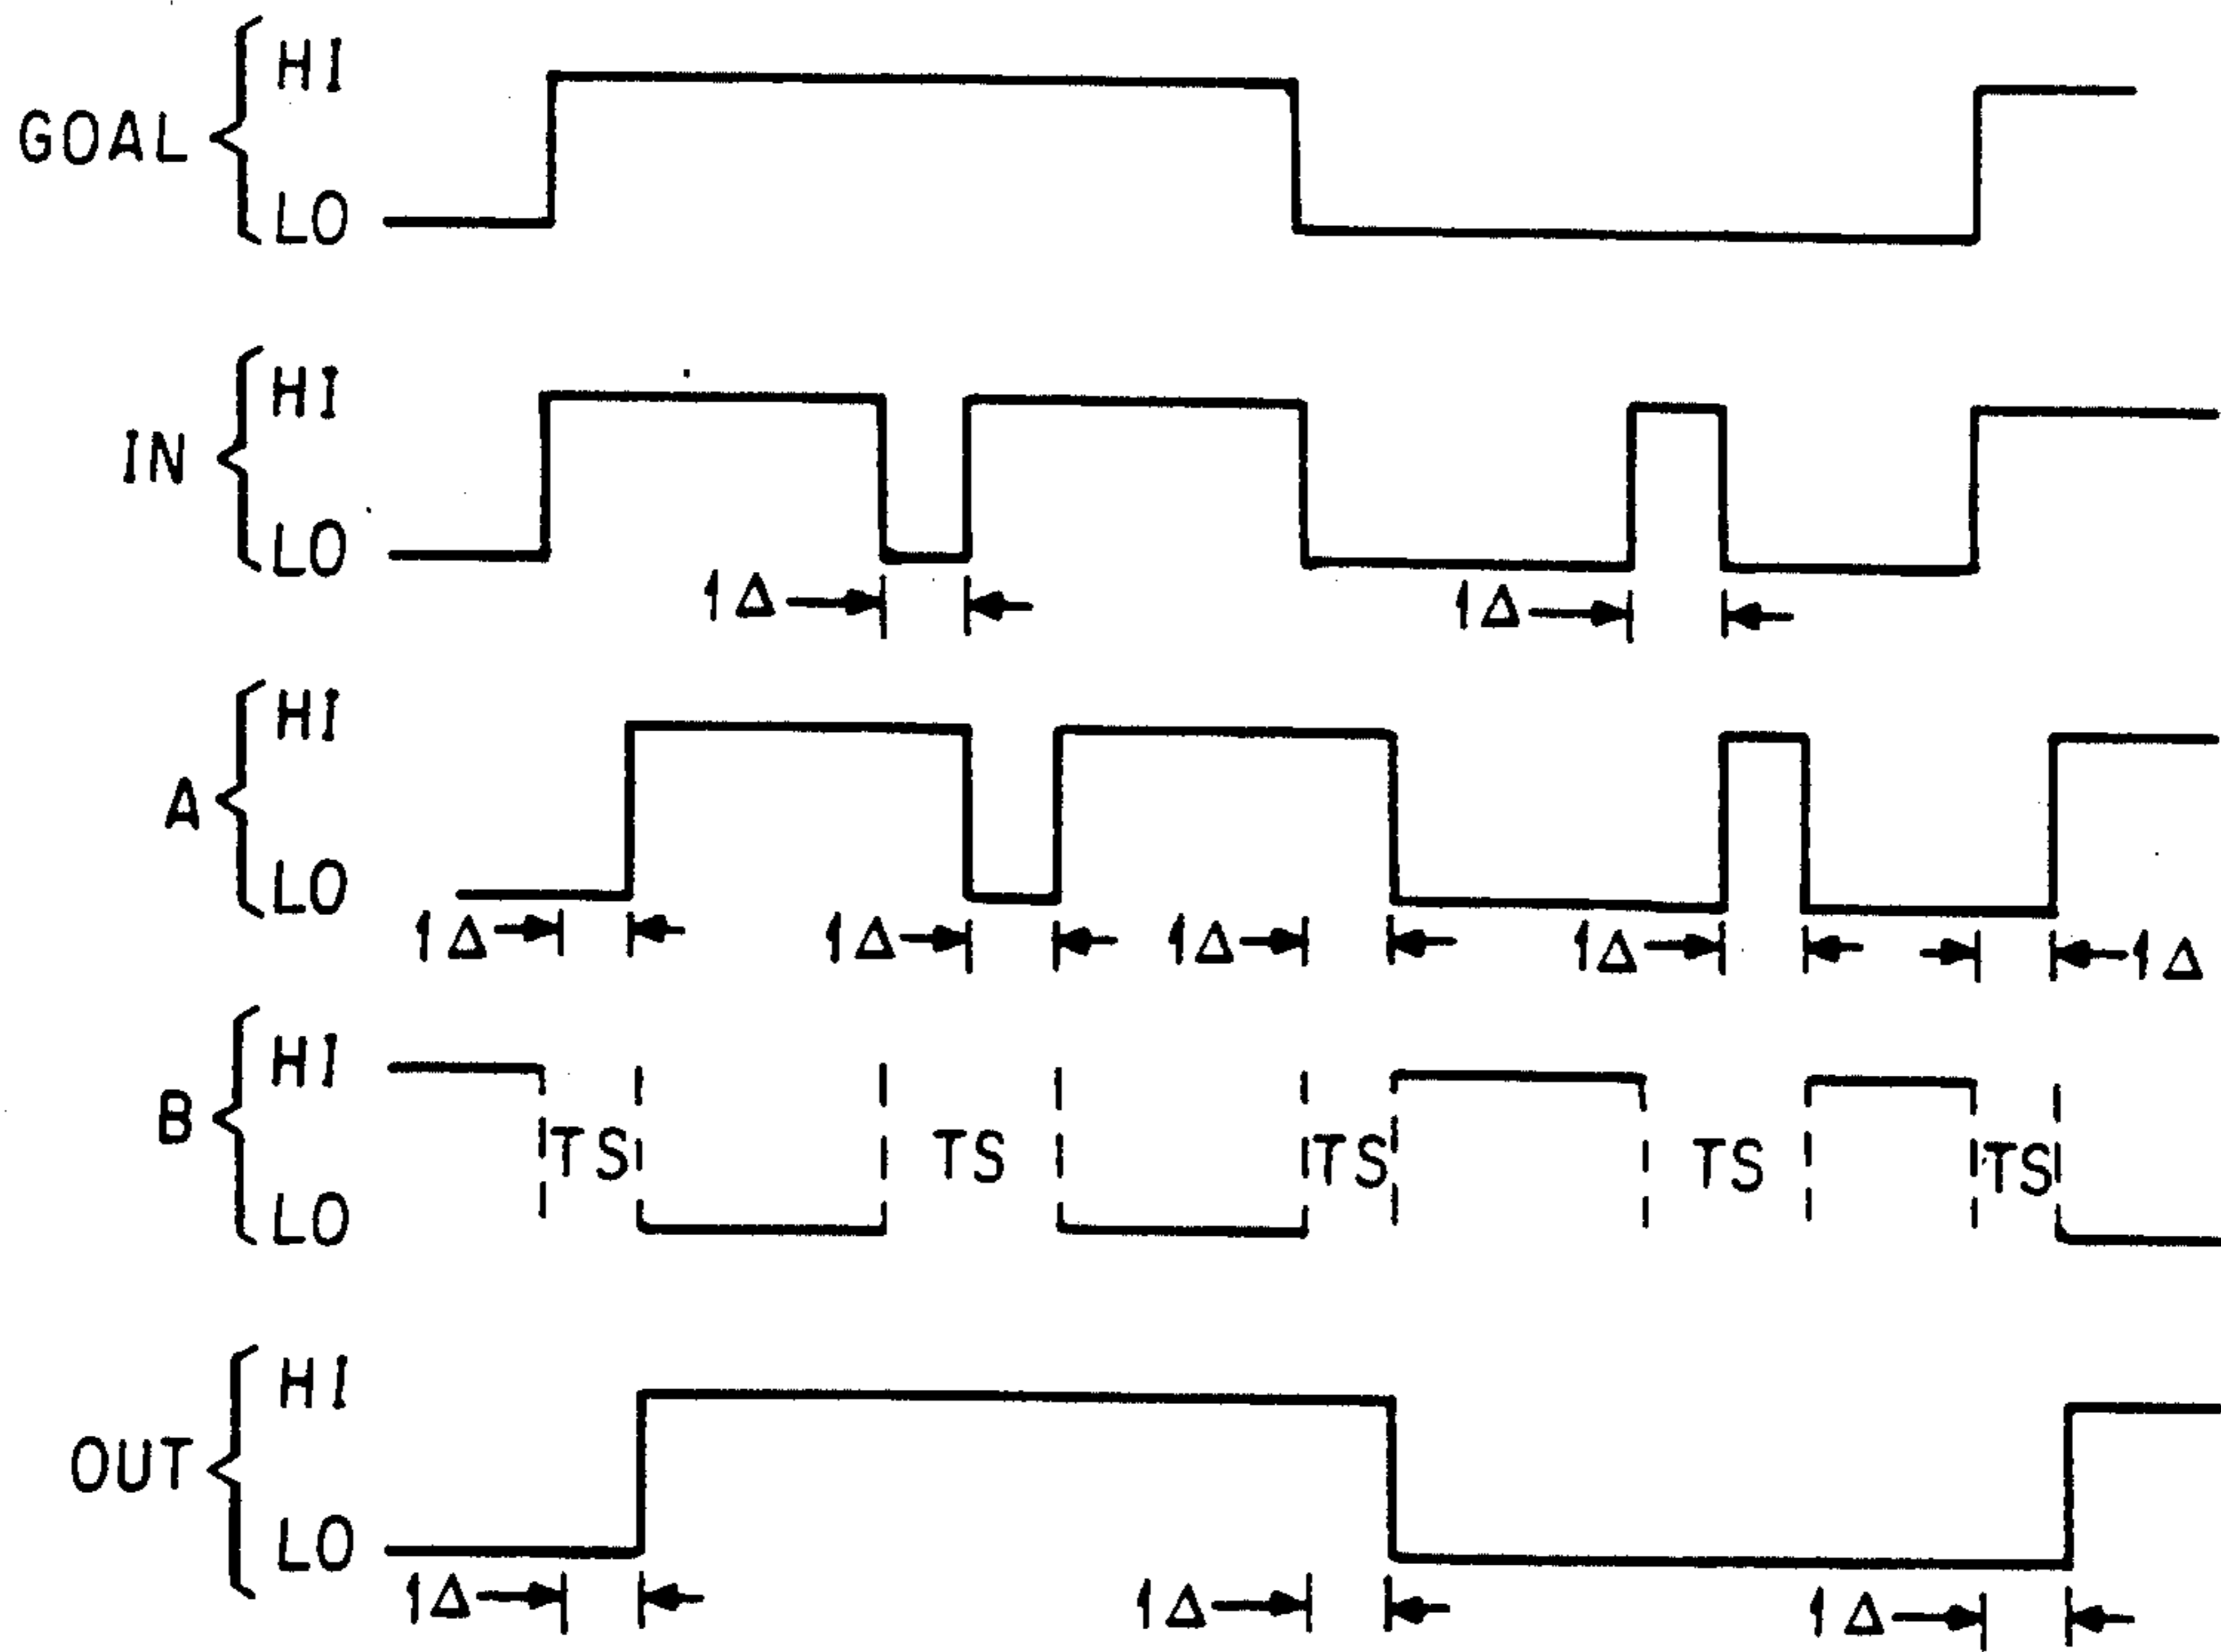 HI
GOAL
LO
HI
IN
LO
1Δ 1Δ
HI
A
LO
1Δ 1Δ 1Δ 1Δ 1Δ
HI
B TS TS TS TS TS
LO
HI
OUT
LO
1Δ 1Δ 1Δ